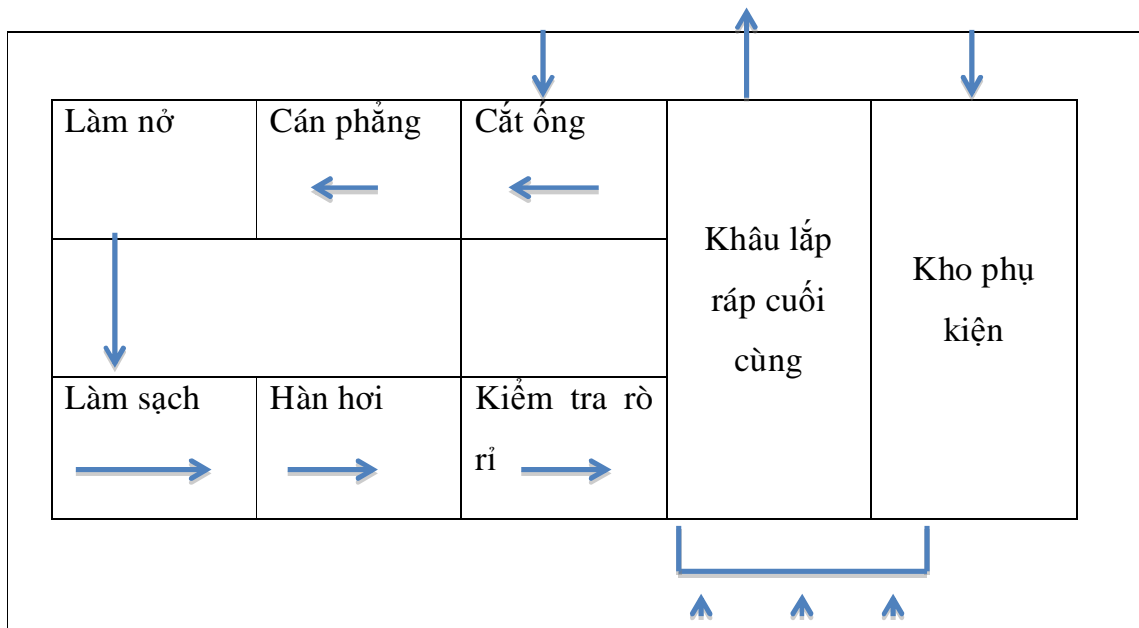 Làm nở
Cán phẳng
Cắt ống
Khâu lắp
ráp cuối
cùng
Kho phụ
kiện
Làm sạch
Hàn hơi
Kiểm tra rò
rỉ